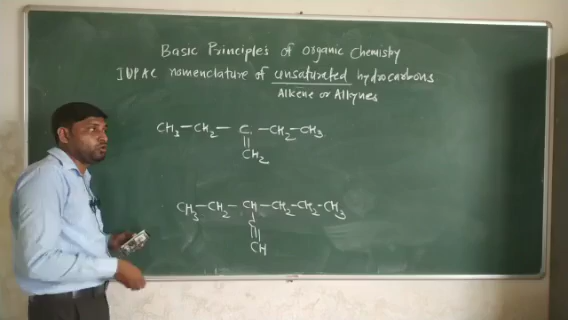 Basic Principles of organic Chemistry
IUPAC nomenclature of unsaturated hydrocarbons
Alkene or Alkynes
CH3-CH2-C-CH2-CH3
||
CH2
CH3-CH2-CH-CH2-CH2-CH3
C
|||
CH